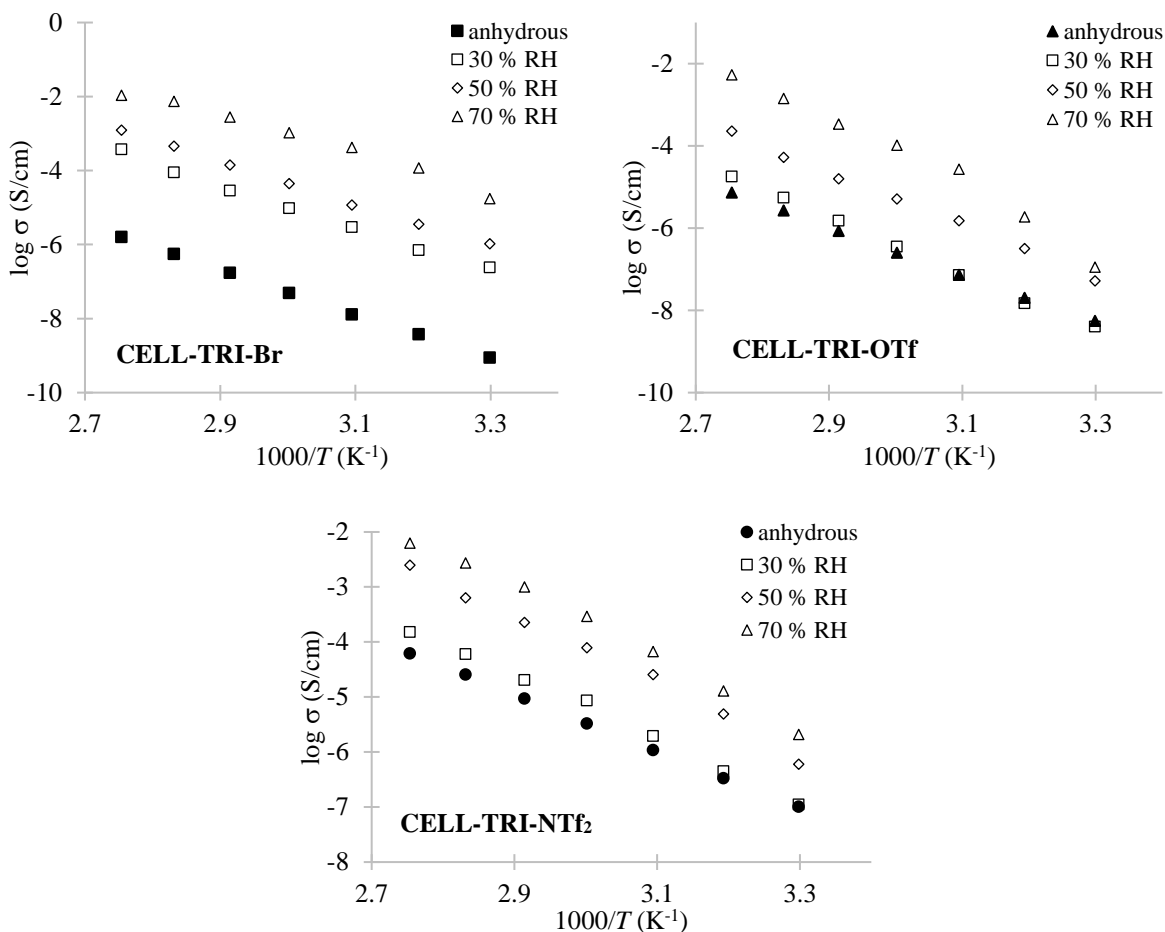 0
-2
-4
-6
-8
-10
log σ (S/cm)
2.7 2.9 3.1 3.3
1000/T (K⁻¹)
anhydrous
30 % RH
50 % RH
70 % RH
CELL-TRI-Br
-2
-4
-6
-8
-10
log σ (S/cm)
2.7 2.9 3.1 3.3
1000/T (K⁻¹)
anhydrous
30 % RH
50 % RH
70 % RH
CELL-TRI-OTf
-2
-3
-4
-5
-6
-7
-8
log σ (S/cm)
2.7 2.9 3.1 3.3
1000/T (K⁻¹)
anhydrous
30 % RH
50 % RH
70 % RH
CELL-TRI-NTf₂